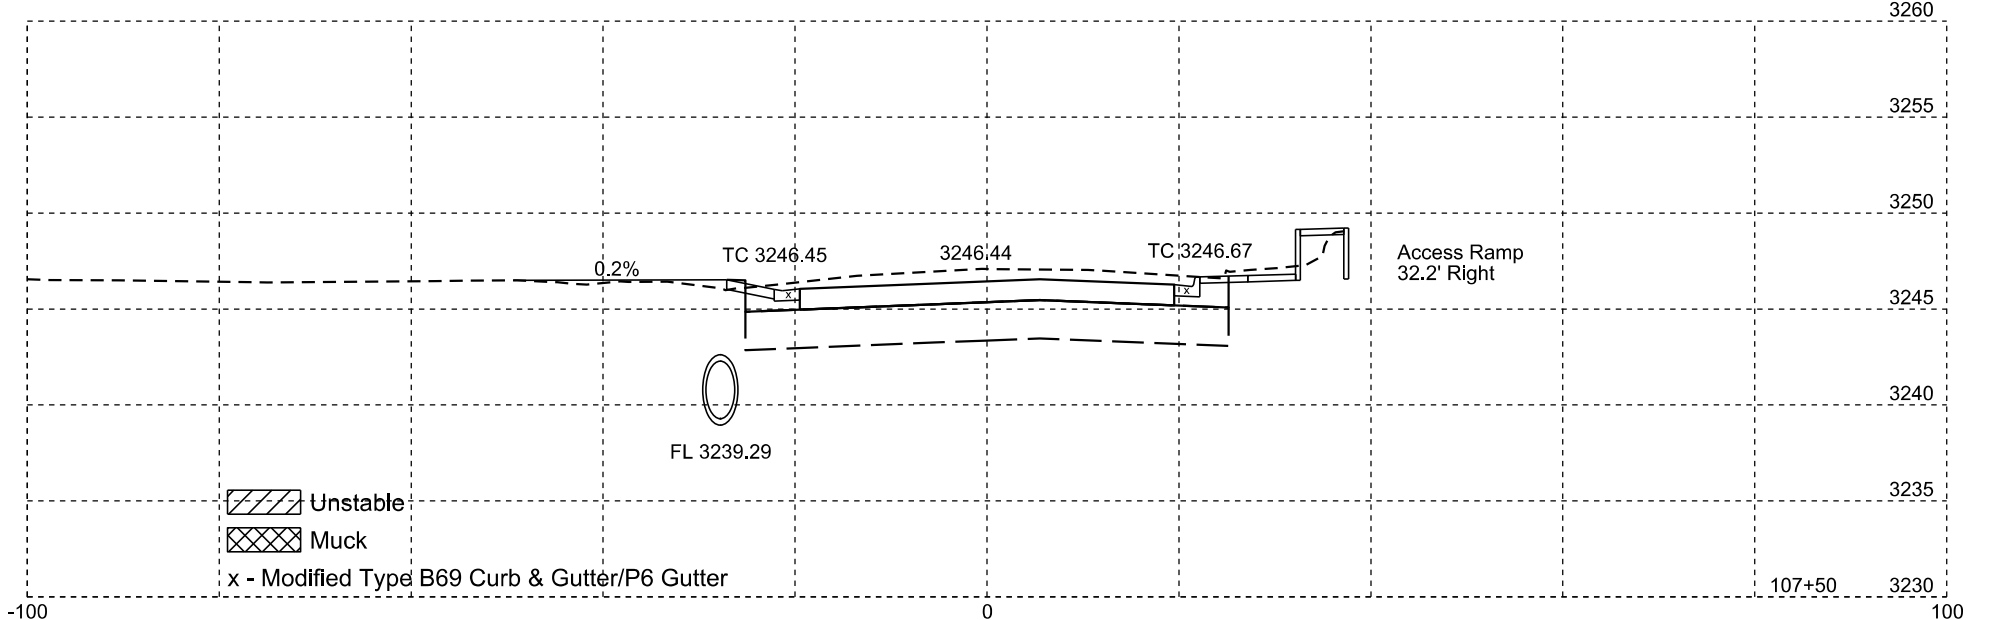 3260
3255
3250
TC 3246.45
3246.44
TC 3246.67
Access Ramp
32.2' Right
0.2%
x
x
3245
3240
FL 3239.29
3235
Unstable
Muck
x - Modified Type B69 Curb & Gutter/P6 Gutter
107+50
3230
-100
0
100